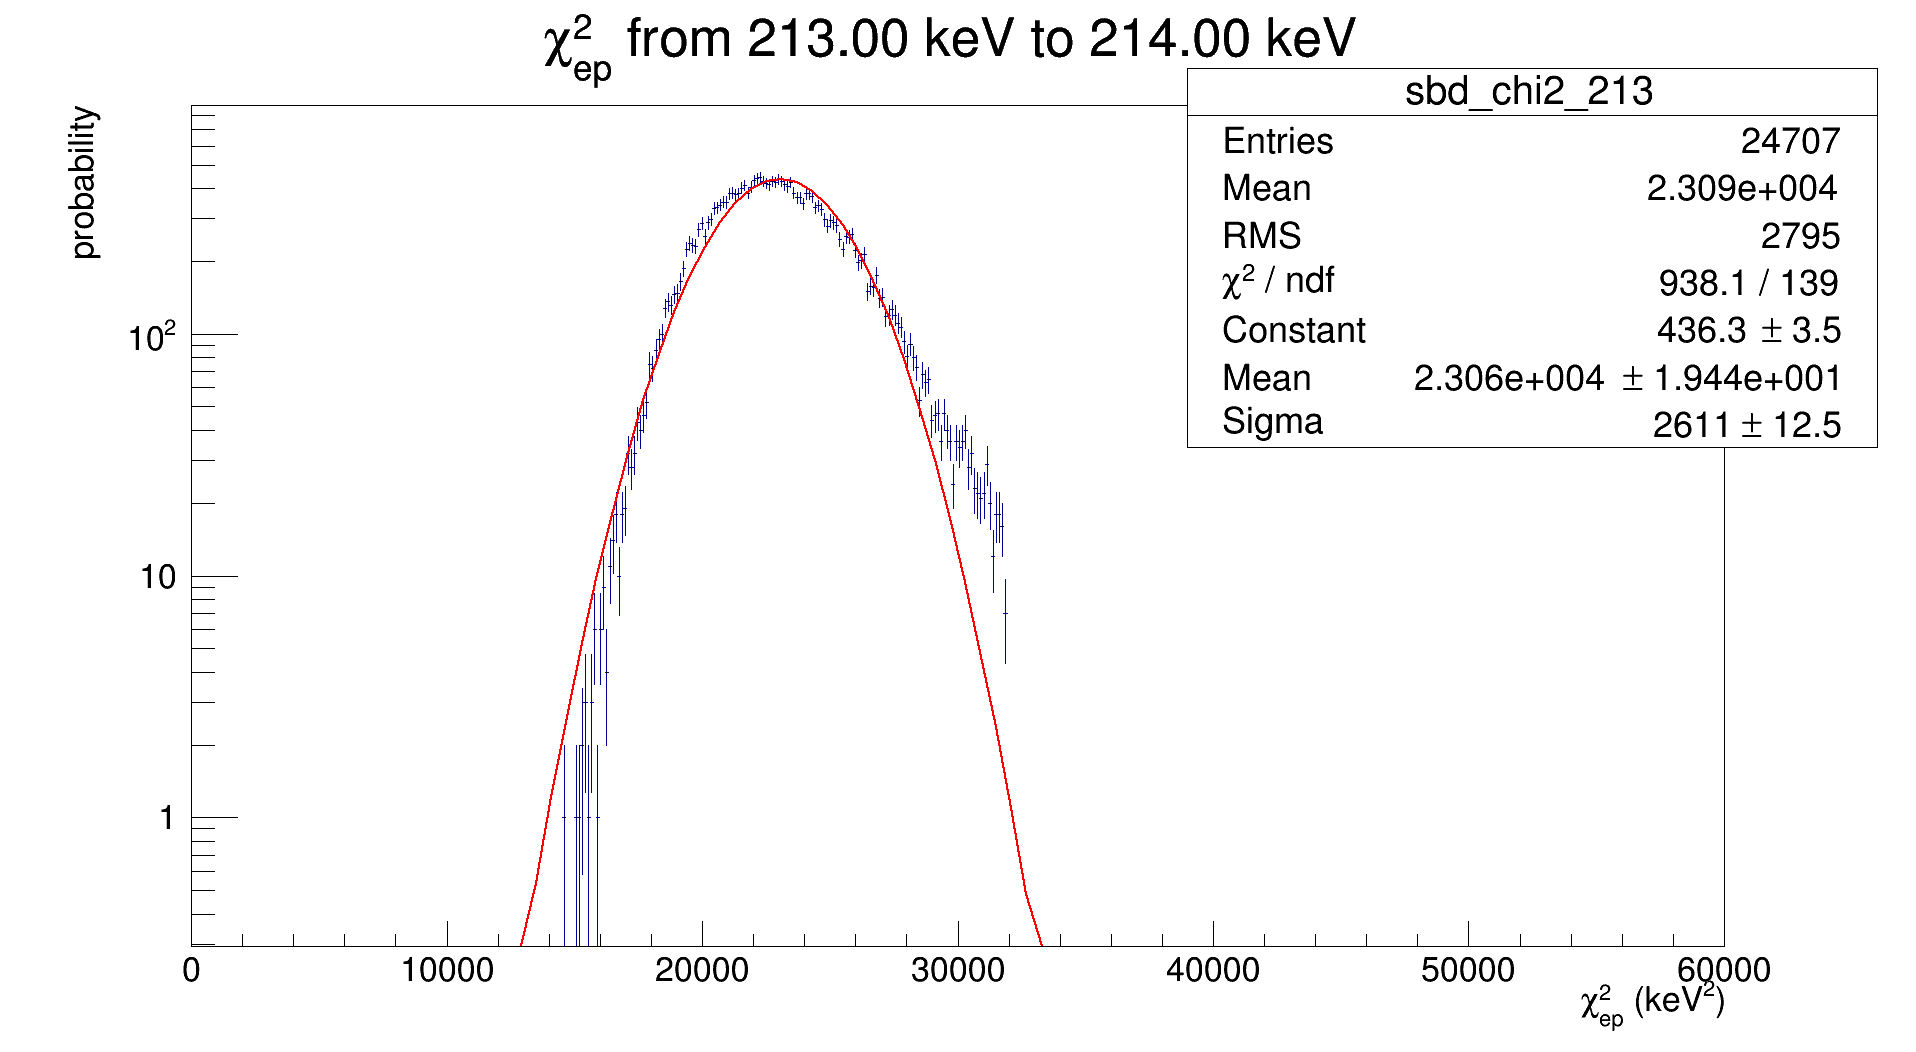 χ²ep from 213.00 keV to 214.00 keV
probability
sbd_chi2_213
Entries 24707
Mean 2.309e+004
RMS 2795
χ² / ndf 938.1 / 139
Constant 436.3 ± 3.5
Mean 2.306e+004 ± 1.944e+001
Sigma 2611 ± 12.5
10²
10
1
0 10000 20000 30000 40000 50000 60000
χ²ep (keV²)